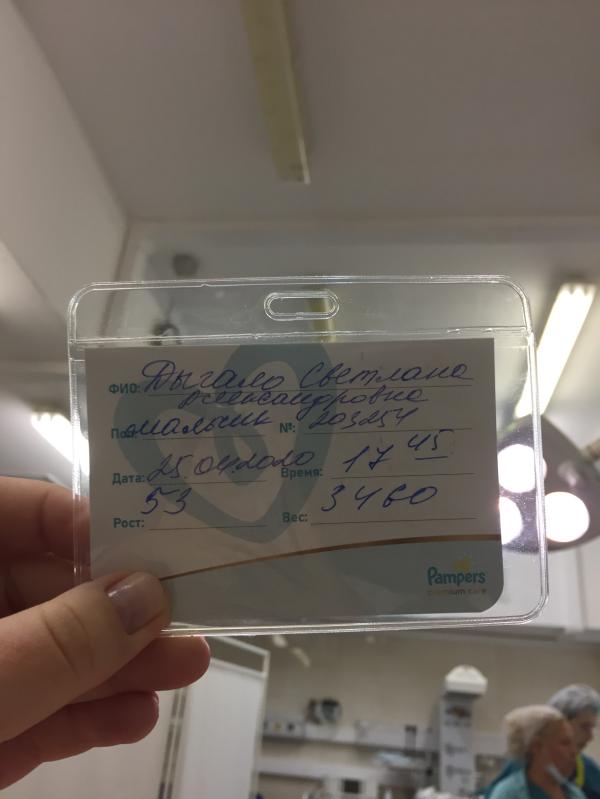 ФИО: Дыгало Светлана
Александровна
Пол: мальчик №: 203254
Дата: 25.04.2020 Время: 17 45
Рост: 53 Вес: 3460
Pampers
premium care